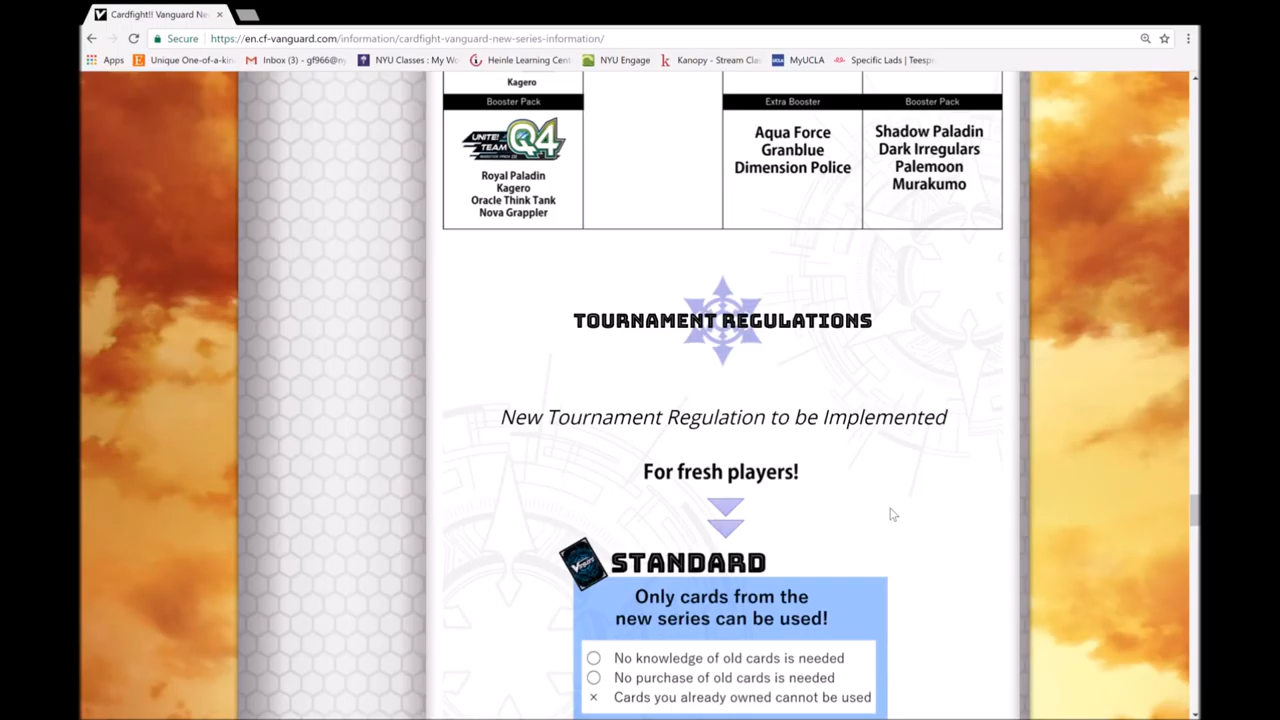 Cardfight!! Vanguard Ne
Secure
https://en.cf-vanguard.com/information/cardfight-vanguard-new-series-information/
Apps
Unique One-of-a-kin
Inbox (3) - gf966@ny
NYU Classes : My Wo
Heinle Learning Cent
NYU Engage
Kanopy - Stream Clas
MyUCLA
Specific Lads | Teesp
Kagero
Booster Pack
Extra Booster
Booster Pack
UNITE! TEAM Q4
Royal Paladin
Kagero
Oracle Think Tank
Nova Grappler
Aqua Force
Granblue
Dimension Police
Shadow Paladin
Dark Irregulars
Palemoon
Murakumo
TOURNAMENT REGULATIONS
New Tournament Regulation to be Implemented
For fresh players!
STANDARD
Only cards from the
new series can be used!
No knowledge of old cards is needed
No purchase of old cards is needed
× Cards you already owned cannot be used